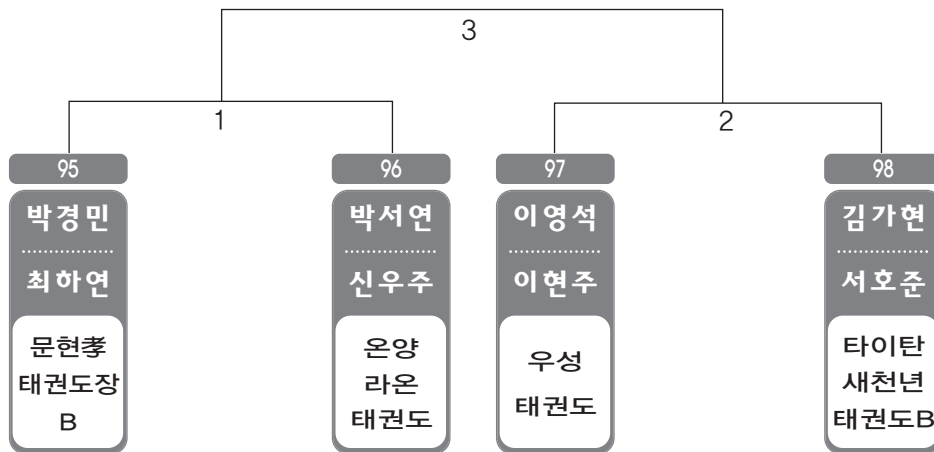 3
1
2
95
박경민
최하연
문현孝
태권도장
B
96
박서연
신우주
온양
라온
태권도
97
이영석
이현주
우성
태권도
98
김가현
서호준
타이탄
새천년
태권도B